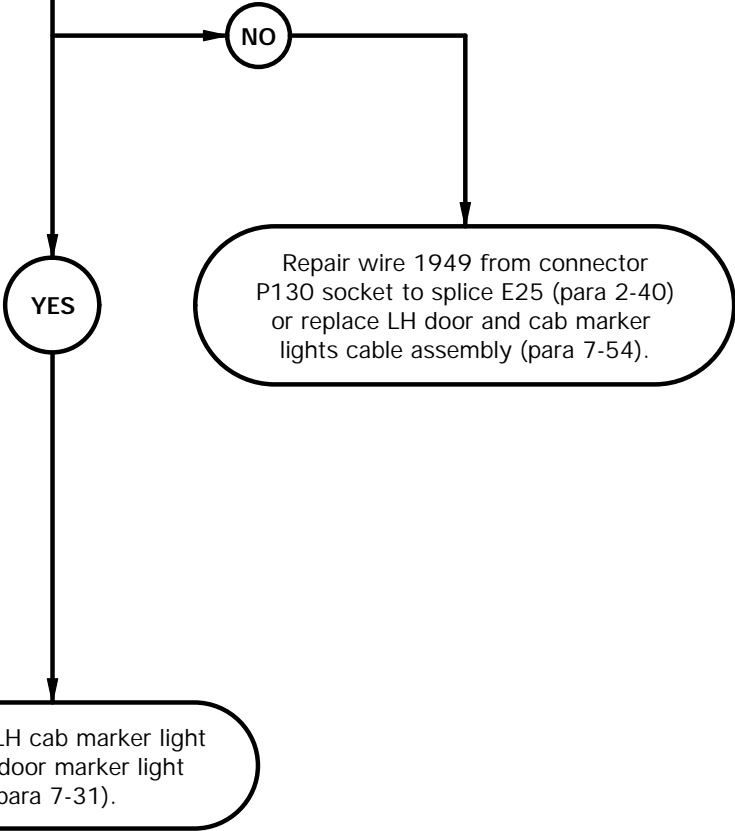 NO
YES
Repair wire 1949 from connector
P130 socket to splice E25 (para 2-40)
or replace LH door and cab marker
lights cable assembly (para 7-54).
LH cab marker light
door marker light
para 7-31).